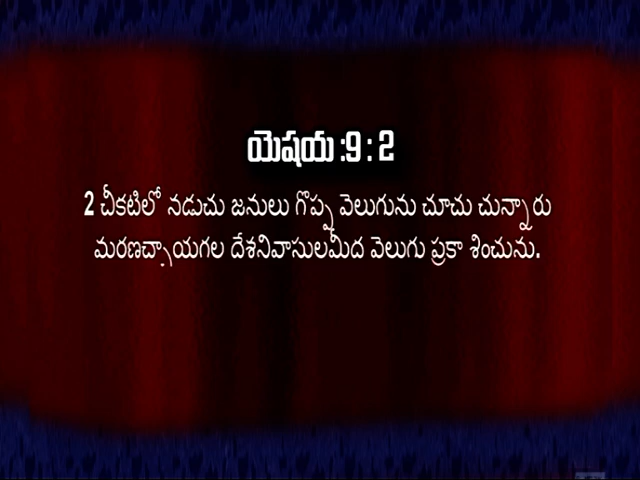 యెషయ :9 : 2
2 చీకటిలో నడుచు జనులు గొప్ప వెలుగును చూచు చున్నారు
మరణచ్ఛాయగల దేశనివాసులమీద వెలుగు ప్రకా శించును.